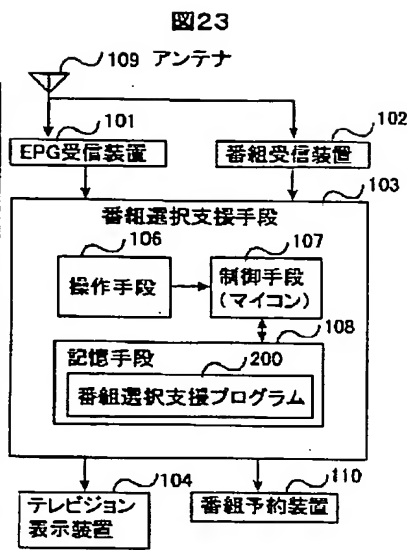 図23
109 アンテナ
101
102
EPG受信装置
番組受信装置
103
番組選択支援手段
106
107
操作手段
制御手段
(マイコン)
108
記憶手段
200
番組選択支援プログラム
104
110
テレビジョン
表示装置
番組予約装置